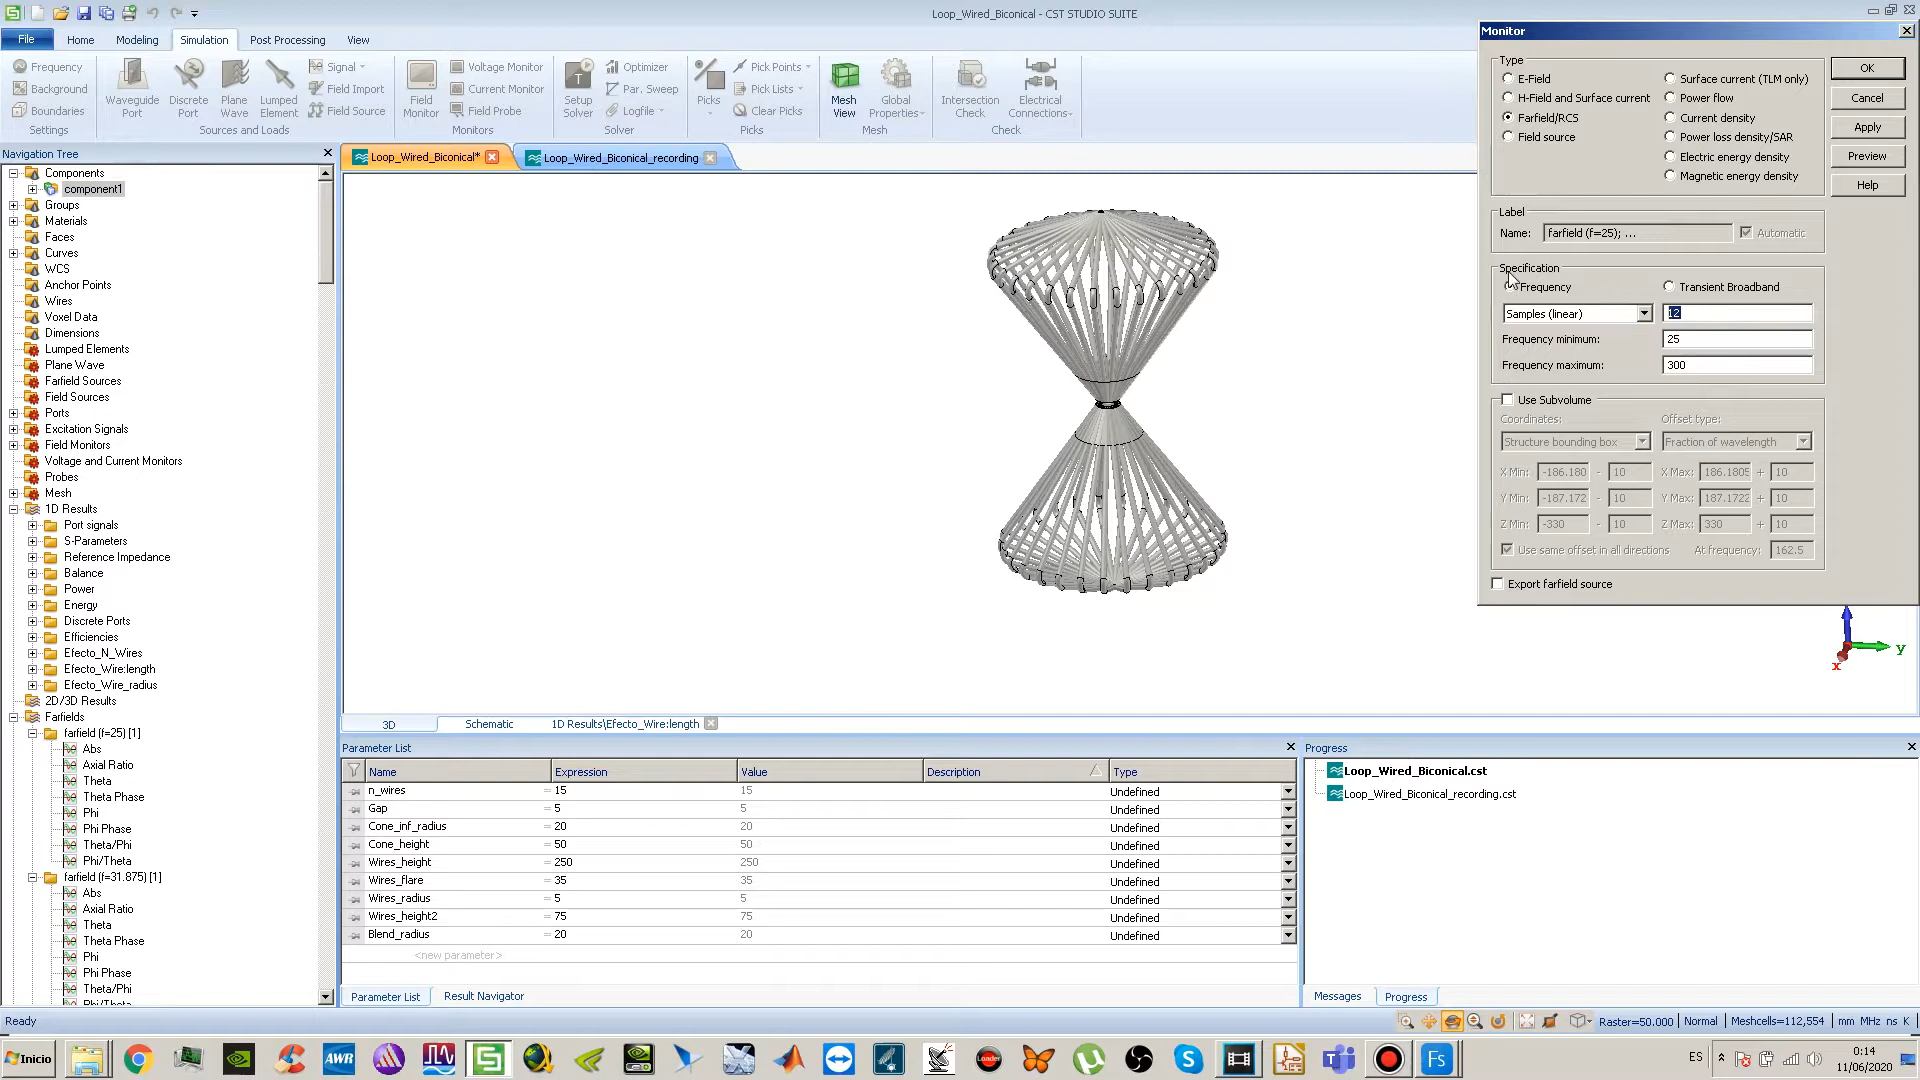 Loop_Wired_Biconical - CST STUDIO SUITE
File Home Modeling Simulation Post Processing View
Frequency
Background
Boundaries
Settings
Waveguide Port
Discrete Port
Plane Wave
Lumped Element
Signal
Field Import
Field Source
Sources and Loads
Field Monitor
Voltage Monitor
Current Monitor
Field Probe
Monitors
Setup Solver
Optimizer
Par. Sweep
Logfile
Solver
Picks
Pick Points
Pick Lists
Clear Picks
Picks
Mesh View
Global Properties
Mesh
Intersection Check
Electrical Connections
Check
Navigation Tree
Components
component1
Groups
Materials
Faces
Curves
WCS
Anchor Points
Wires
Voxel Data
Dimensions
Lumped Elements
Plane Wave
Farfield Sources
Field Sources
Ports
Excitation Signals
Field Monitors
Voltage and Current Monitors
Probes
Mesh
1D Results
Port signals
S-Parameters
Reference Impedance
Balance
Power
Energy
Discrete Ports
Efficiencies
Efecto_N_Wires
Efecto_Wire:length
Efecto_Wire_radius
2D/3D Results
Farfields
farfield (f=25) [1]
Abs
Axial Ratio
Theta
Theta Phase
Phi
Phi Phase
Theta/Phi
Phi/Theta
farfield (f=31.875) [1]
Abs
Axial Ratio
Theta
Theta Phase
Phi
Phi Phase
Theta/Phi
Phi/Theta
Loop_Wired_Biconical*
Loop_Wired_Biconical_recording
y
x
3D Schematic 1D Results\Efecto_Wire:length
Parameter List
Name Expression Value Description Type
n_wires = 15 15 Undefined
Gap = 5 5 Undefined
Cone_inf_radius = 20 20 Undefined
Cone_height = 50 50 Undefined
Wires_height = 250 250 Undefined
Wires_flare = 35 35 Undefined
Wires_radius = 5 5 Undefined
Wires_height2 = 75 75 Undefined
Blend_radius = 20 20 Undefined
<new parameter>
Parameter List Result Navigator
Progress
Loop_Wired_Biconical.cst
Loop_Wired_Biconical_recording.cst
Messages Progress
Monitor
Type
E-Field
H-Field and Surface current
Farfield/RCS
Field source
Surface current (TLM only)
Power flow
Current density
Power loss density/SAR
Electric energy density
Magnetic energy density
OK
Cancel
Apply
Preview
Help
Label
Name: farfield (f=25); ... Automatic
Specification
Frequency Transient Broadband
Samples (linear) 12
Frequency minimum: 25
Frequency maximum: 300
Use Subvolume
Coordinates: Offset type:
Structure bounding box Fraction of wavelength
X Min: -186.180 - 10 X Max: 186.1805 + 10
Y Min: -187.172 - 10 Y Max: 187.1722 + 10
Z Min: -330 - 10 Z Max: 330 + 10
Use same offset in all directions At frequency: 162.5
Export farfield source
Ready
Raster=50.000 Normal Meshcells=112,554 mm MHz ns K
Inicio
AWR
Loader
Fs
ES
0:14
11/06/2020